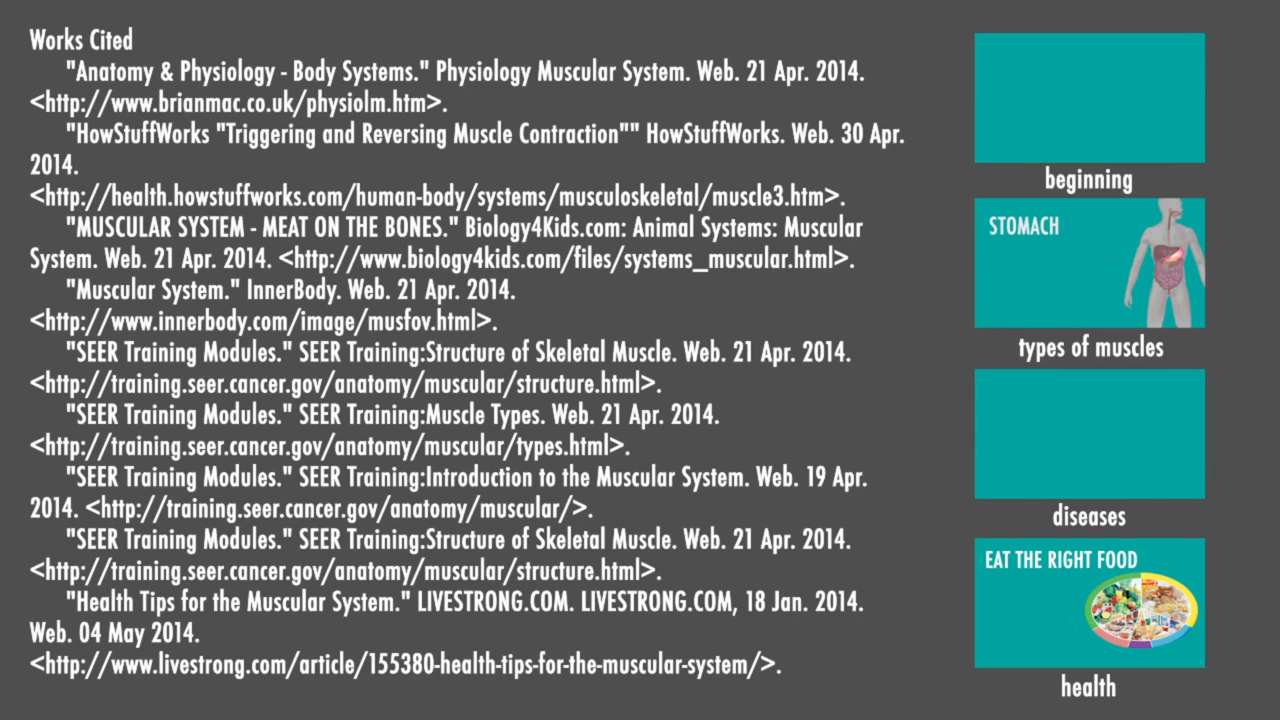 Works Cited
"Anatomy & Physiology - Body Systems." Physiology Muscular System. Web. 21 Apr. 2014.
<http://www.brianmac.co.uk/physiolm.htm>.
"HowStuffWorks "Triggering and Reversing Muscle Contraction"" HowStuffWorks. Web. 30 Apr.
2014.
<http://health.howstuffworks.com/human-body/systems/musculoskeletal/muscle3.htm>.
"MUSCULAR SYSTEM - MEAT ON THE BONES." Biology4Kids.com: Animal Systems: Muscular
System. Web. 21 Apr. 2014. <http://www.biology4kids.com/files/systems_muscular.html>.
"Muscular System." InnerBody. Web. 21 Apr. 2014.
<http://www.innerbody.com/image/musfov.html>.
"SEER Training Modules." SEER Training:Structure of Skeletal Muscle. Web. 21 Apr. 2014.
<http://training.seer.cancer.gov/anatomy/muscular/structure.html>.
"SEER Training Modules." SEER Training:Muscle Types. Web. 21 Apr. 2014.
<http://training.seer.cancer.gov/anatomy/muscular/types.html>.
"SEER Training Modules." SEER Training:Introduction to the Muscular System. Web. 19 Apr.
2014. <http://training.seer.cancer.gov/anatomy/muscular/>.
"SEER Training Modules." SEER Training:Structure of Skeletal Muscle. Web. 21 Apr. 2014.
<http://training.seer.cancer.gov/anatomy/muscular/structure.html>.
"Health Tips for the Muscular System." LIVESTRONG.COM. LIVESTRONG.COM, 18 Jan. 2014.
Web. 04 May 2014.
<http://www.livestrong.com/article/155380-health-tips-for-the-muscular-system/>.
beginning
STOMACH
types of muscles
diseases
EAT THE RIGHT FOOD
health